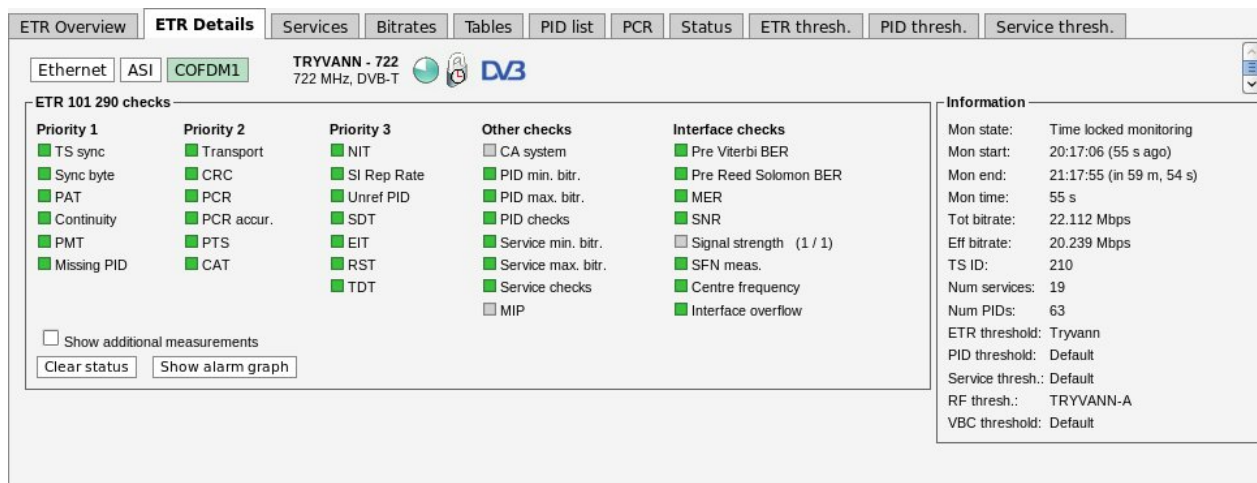 ETR Overview ETR Details Services Bitrates Tables PID list PCR Status ETR thresh. PID thresh. Service thresh.
Ethernet ASI COFDM1
TRYVANN - 722
722 MHz, DVB-T
DVB
ETR 101 290 checks
Priority 1
TS sync
Sync byte
PAT
Continuity
PMT
Missing PID
Priority 2
Transport
CRC
PCR
PCR accur.
PTS
CAT
Priority 3
NIT
SI Rep Rate
Unref PID
SDT
EIT
RST
TDT
Other checks
CA system
PID min. bitr.
PID max. bitr.
PID checks
Service min. bitr.
Service max. bitr.
Service checks
MIP
Interface checks
Pre Viterbi BER
Pre Reed Solomon BER
MER
SNR
Signal strength (1 / 1)
SFN meas.
Centre frequency
Interface overflow
Show additional measurements
Clear status Show alarm graph
Information
Mon state: Time locked monitoring
Mon start: 20:17:06 (55 s ago)
Mon end: 21:17:55 (in 59 m, 54 s)
Mon time: 55 s
Tot bitrate: 22.112 Mbps
Eff bitrate: 20.239 Mbps
TS ID: 210
Num services: 19
Num PIDs: 63
ETR threshold: Tryvann
PID threshold: Default
Service thresh.: Default
RF thresh.: TRYVANN-A
VBC threshold: Default